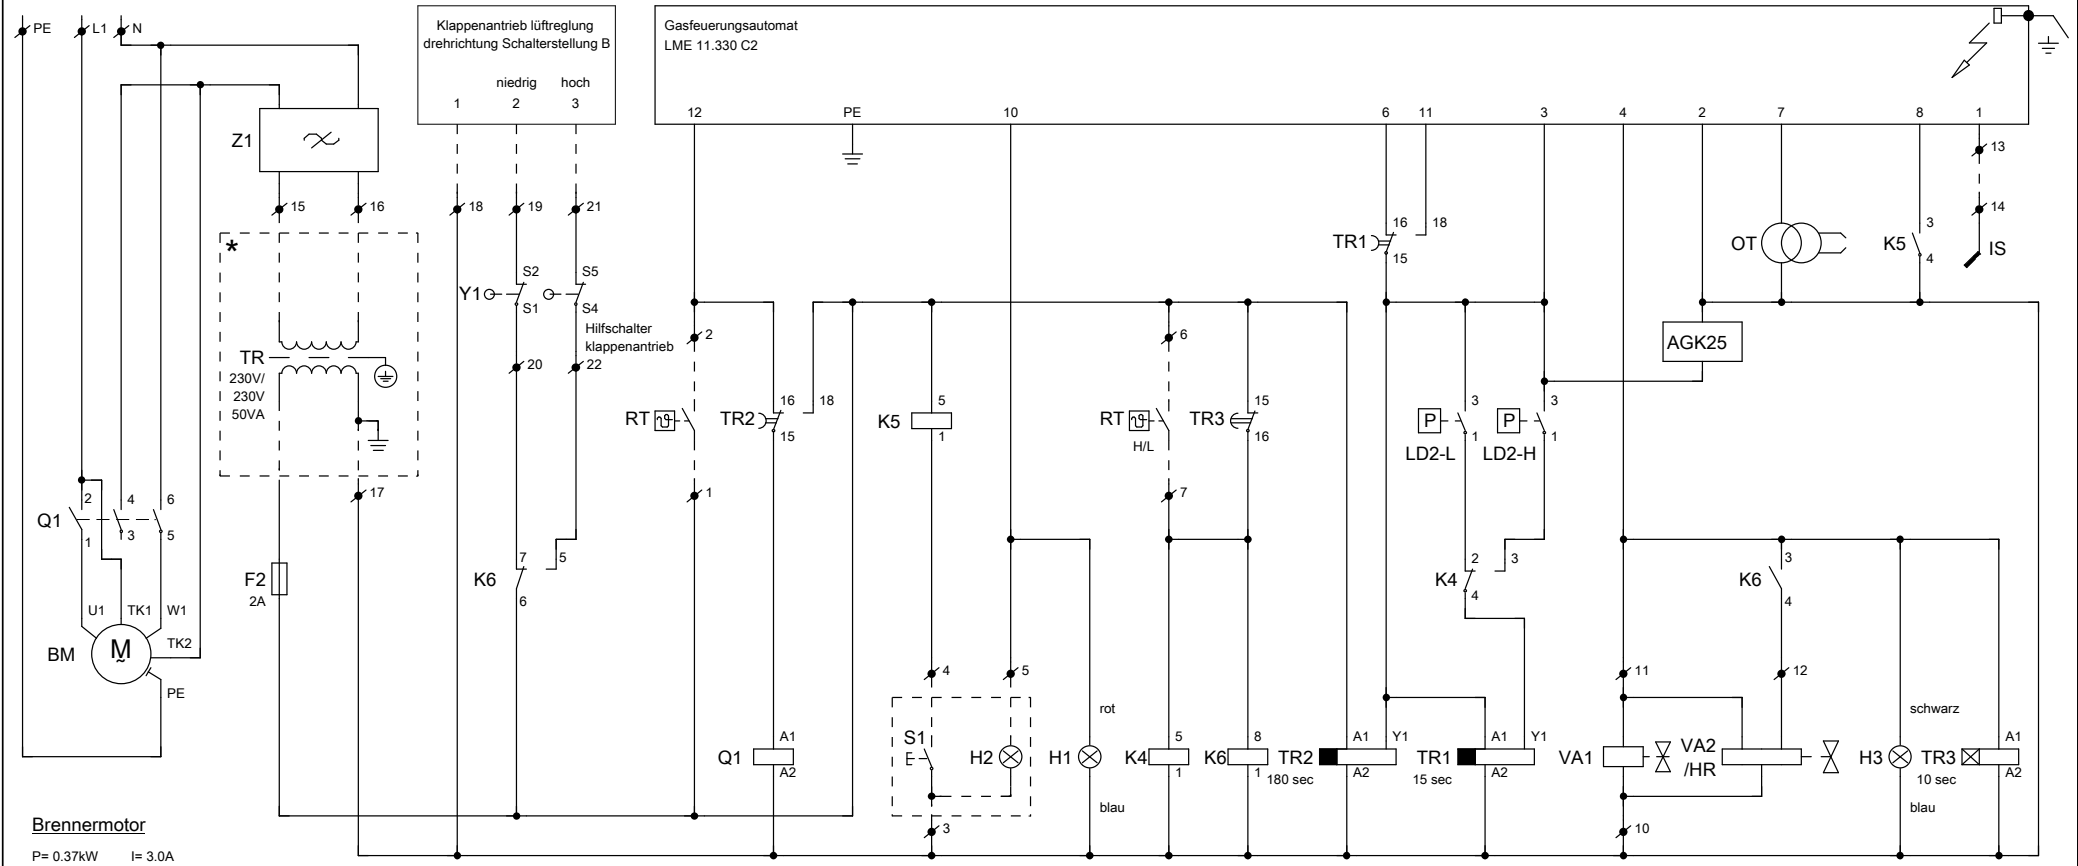 PE
L1
N
Klappenantrieb lüftreglung
drehrichtung Schalterstellung B
niedrig hoch
1 2 3
Gasfeuerungsautomat
LME 11.330 C2
12 PE 10 6 11 3 4 2 7 8 1
Z1
15 16 18 19 21
13
14
IS
*
TR
230V/
230V
50VA
Y1
S2
S1
S5
S4
Hilfschalter
klappenantrieb
20 22
TR1
16 18
15
OT
K5
3
4
AGK25
2
RT
1
TR2
16 18
15
K5
5
1
6
RT
H/L
7
TR3
15
16
P
LD2-L
3
1
P
LD2-H
3
1
17
Q1
2 4 6
1 3 5
F2
2A
K6
7 5
6
K4
2 3
4
K6
3
4
U1 TK1 W1
TK2
BM
M
~
PE
4 5
11 12
rot
schwarz
Q1
A1
A2
S1
E
H2
H1
K4
5
1
K6
8
1
TR2
180 sec
A1 Y1
A2
TR1
15 sec
A1 Y1
A2
VA1
VA2
/HR
H3
TR3
10 sec
A1
A2
blau
blau
3
10
Brennermotor
P= 0.37kW I= 3.0A